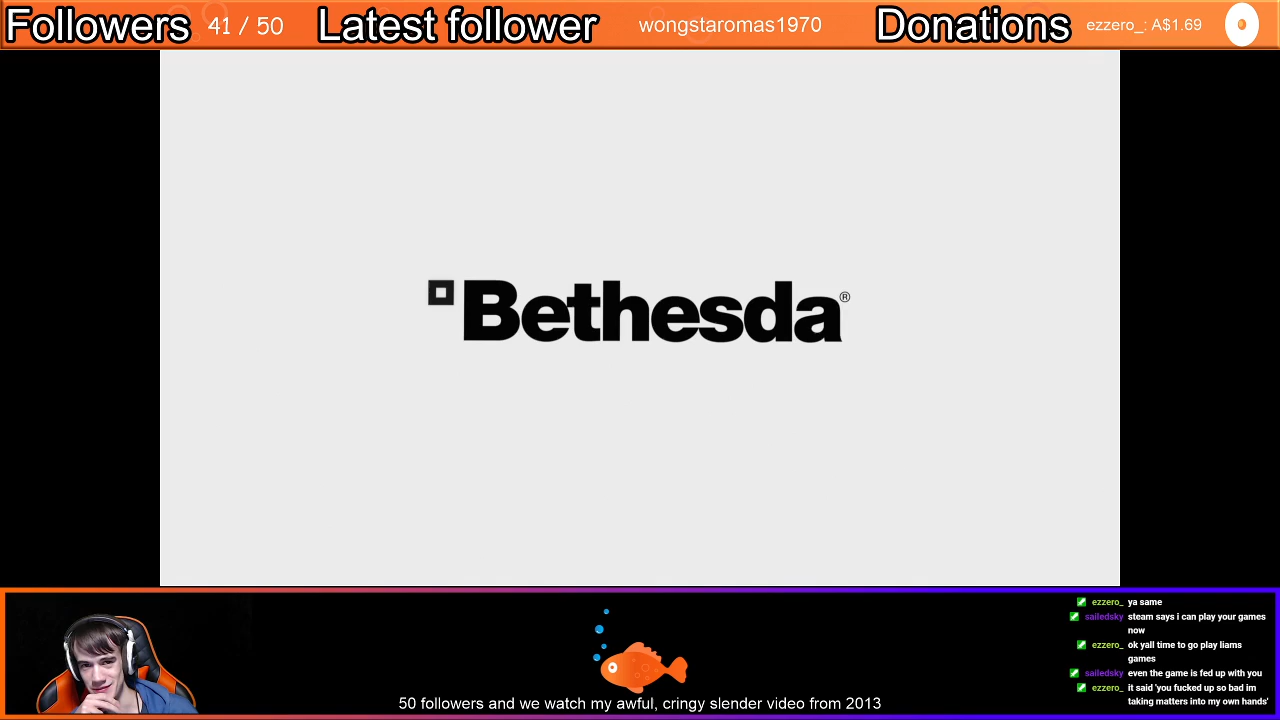 Followers 41 / 50 Latest follower wongstaromas1970 Donations ezzero_: A$1.69
Bethesda®
ezzero_ ya same
sailedsky steam says i can play your games
now
ezzero_ ok yall time to go play liams
games
sailedsky even the game is fed up with you
ezzero_ it said 'you fucked up so bad im
taking matters into my own hands'
50 followers and we watch my awful, cringy slender video from 2013